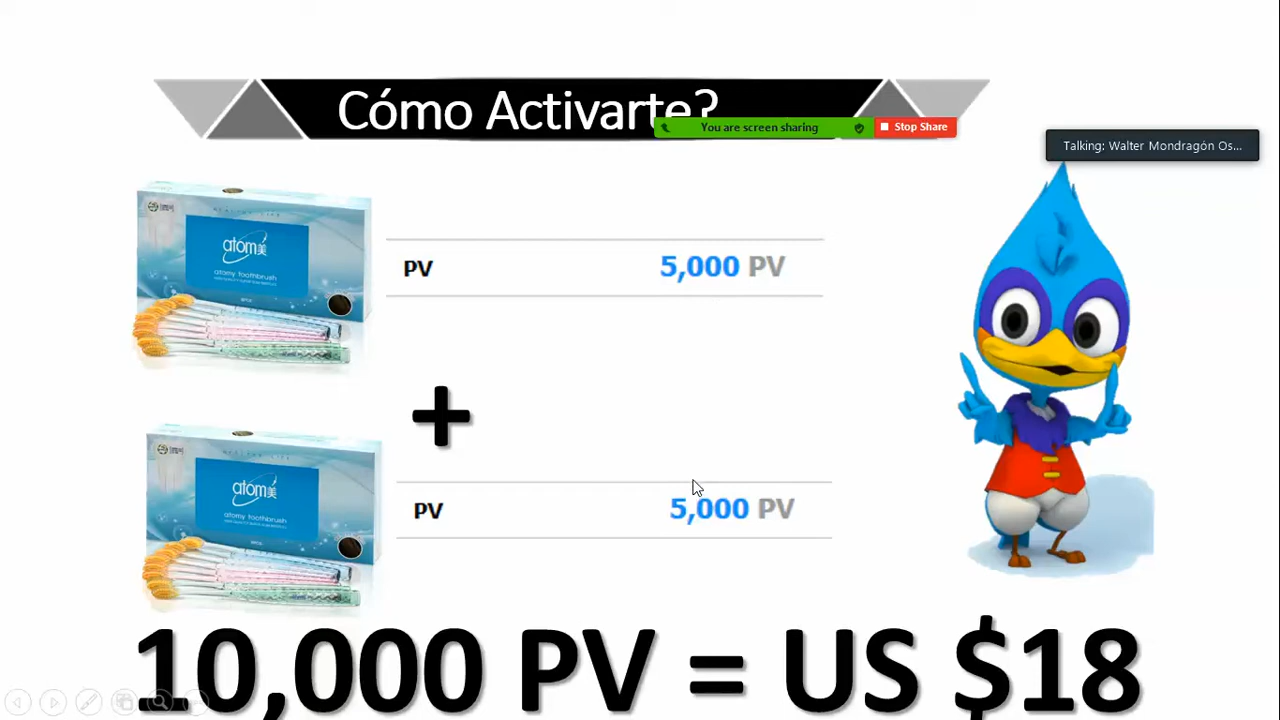 Cómo Activarte?
You are screen sharing
Stop Share
Talking: Walter Mondragón Os...
atom美
atomy toothbrush
PV 5,000 PV
+
atom美
atomy toothbrush
PV 5,000 PV
10,000 PV = US $18